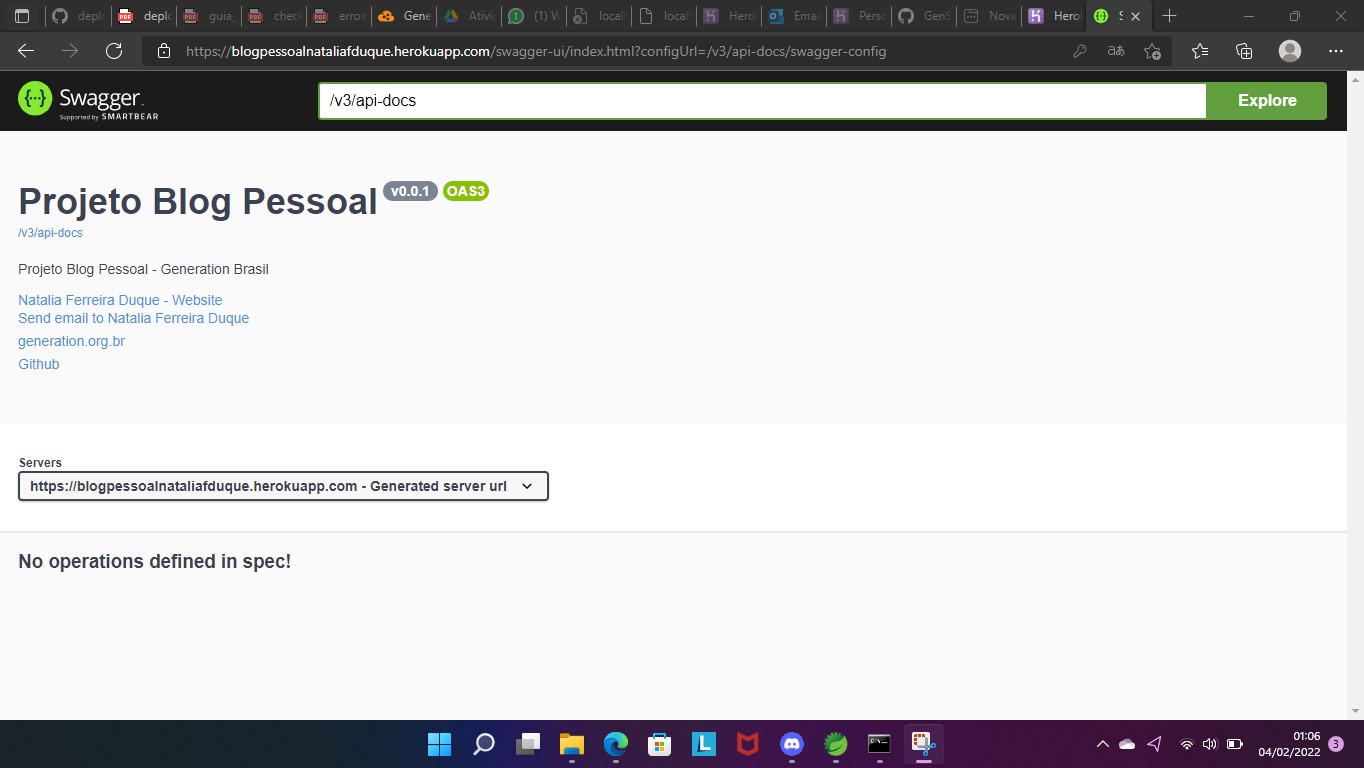 deplo
deplo
guia_
chec
erros
Gene
Ativid
(1) W
locall
locall
Hero
Emai
Perso
GenS
Nova
Hero
S
https://blogpessoalnataliafduque.herokuapp.com/swagger-ui/index.html?configUrl=/v3/api-docs/swagger-config
Swagger
Supported by SMARTBEAR
/v3/api-docs
Explore
Projeto Blog Pessoal v0.0.1 OAS3
/v3/api-docs
Projeto Blog Pessoal - Generation Brasil
Natalia Ferreira Duque - Website
Send email to Natalia Ferreira Duque
generation.org.br
Github
Servers
https://blogpessoalnataliafduque.herokuapp.com - Generated server url
No operations defined in spec!
01:06
04/02/2022
3